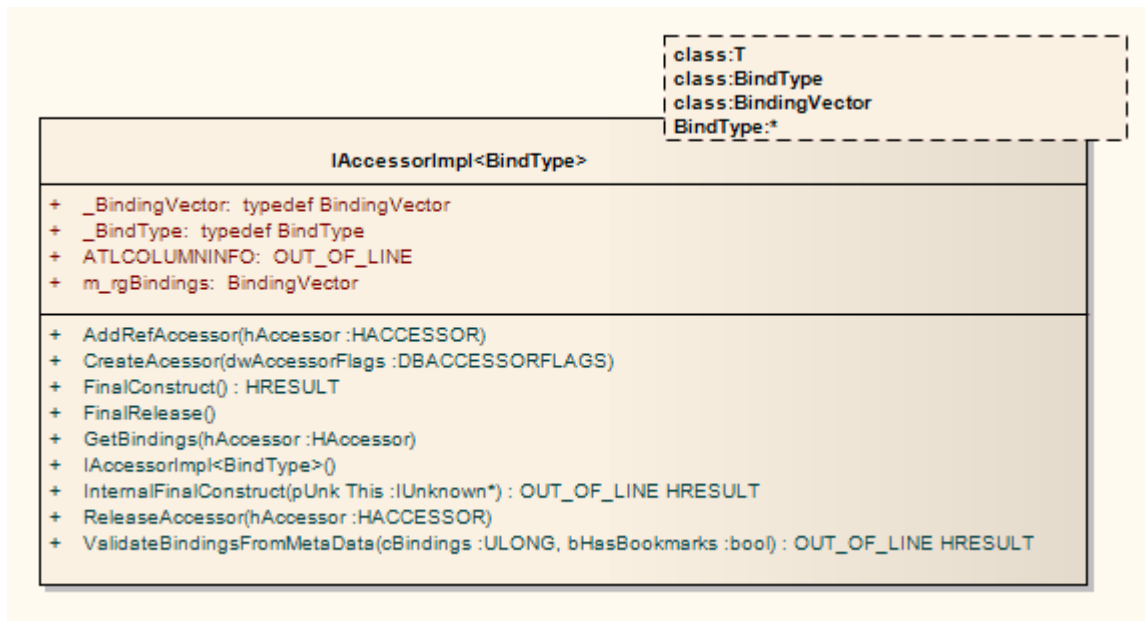 class:T
class:BindType
class:BindingVector
BindType:*
IAccessorImpl<BindType>
+ _BindingVector: typedef BindingVector
+ _BindType: typedef BindType
+ ATLCOLUMNINFO: OUT_OF_LINE
+ m_rgBindings: BindingVector
+ AddRefAccessor(hAccessor :HACCESSOR)
+ CreateAcessor(dwAccessorFlags :DBACCESSORFLAGS)
+ FinalConstruct() : HRESULT
+ FinalRelease()
+ GetBindings(hAccessor :HAccessor)
+ IAccessorImpl<BindType>()
+ InternalFinalConstruct(pUnk This :IUnknown*) : OUT_OF_LINE HRESULT
+ ReleaseAccessor(hAccessor :HACCESSOR)
+ ValidateBindingsFromMetaData(cBindings :ULONG, bHasBookmarks :bool) : OUT_OF_LINE HRESULT